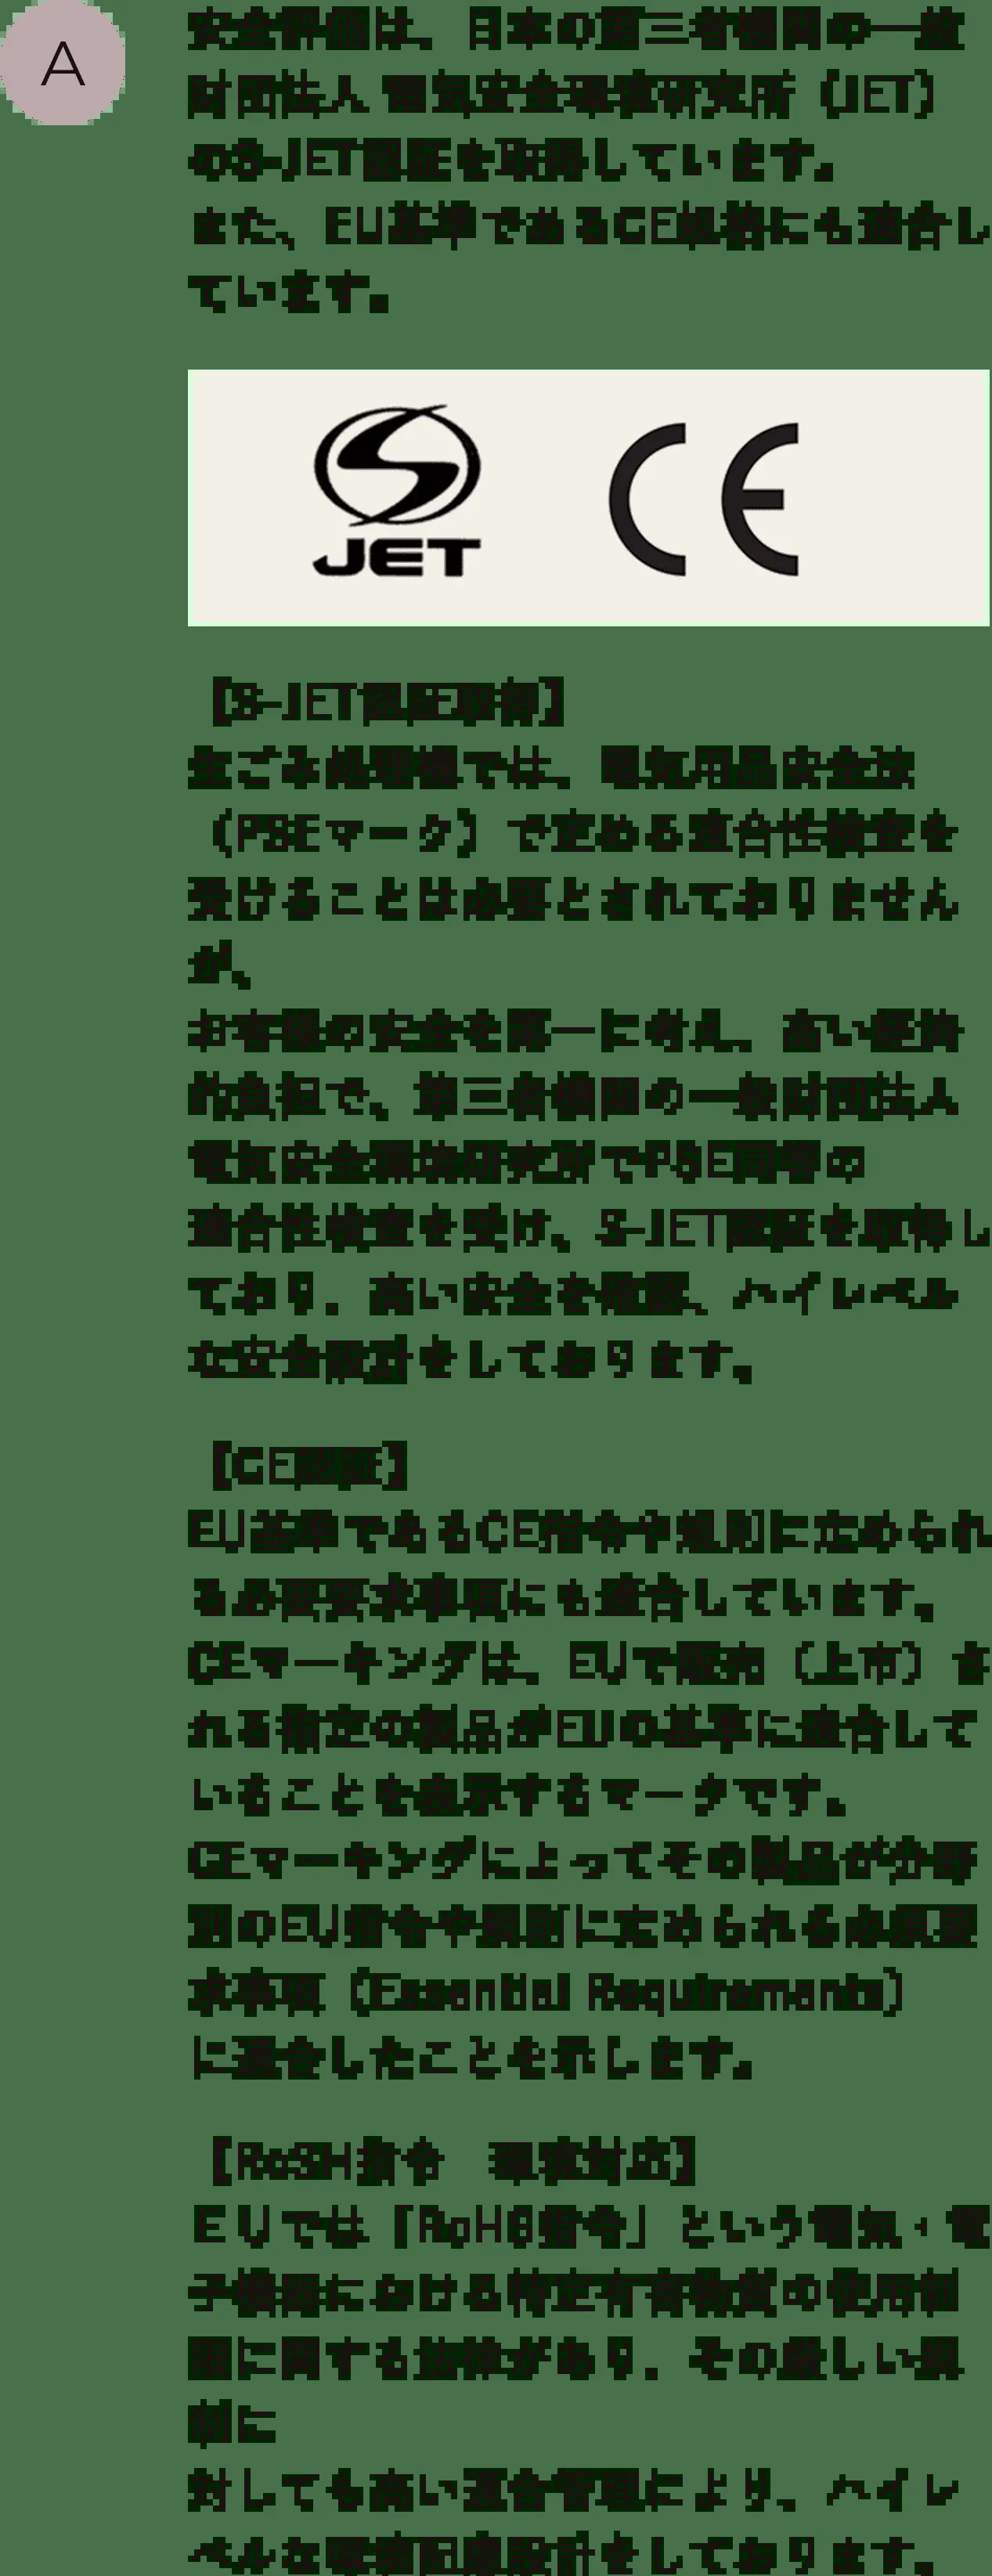 A
安全評価は、日本の第三者機関の一般
財団法人 電気安全環境研究所（JET）
のS-JET認証を取得しています。
また、EU基準であるCE規格にも適合し
ています。
JET CE
【S-JET認証取得】
生ごみ処理機では、電気用品安全法
（PSEマーク）で定める適合性検査を
受けることは必要とされておりません
が、
お客様の安全を第一に考え、高い経済
的負担で、第三者機関の一般財団法人
電気安全環境研究所でPSE同等の
適合性検査を受け、S-JET認証を取得し
ており、高い安全を確認、ハイレベル
な安全設計をしております。
【CE認証】
EU基準であるCE指令や規則に定められ
る必要要求事項にも適合しています。
CEマーキングは、EUで販売（上市）さ
れる指定の製品がEUの基準に適合して
いることを表示するマークです。
CEマーキングによってその製品が分野
別のEU指令や規則に定められる必須要
求事項（Essential Requirements）
に適合したことを示します。
【RoSH指令　環境対応】
ＥＵでは「RoHS指令」という電気・電
子機器における特定有害物質の使用制
限に関する法律があり、その厳しい規
制に
対しても高い適合管理により、ハイレ
ベルな環境配慮設計をしております。